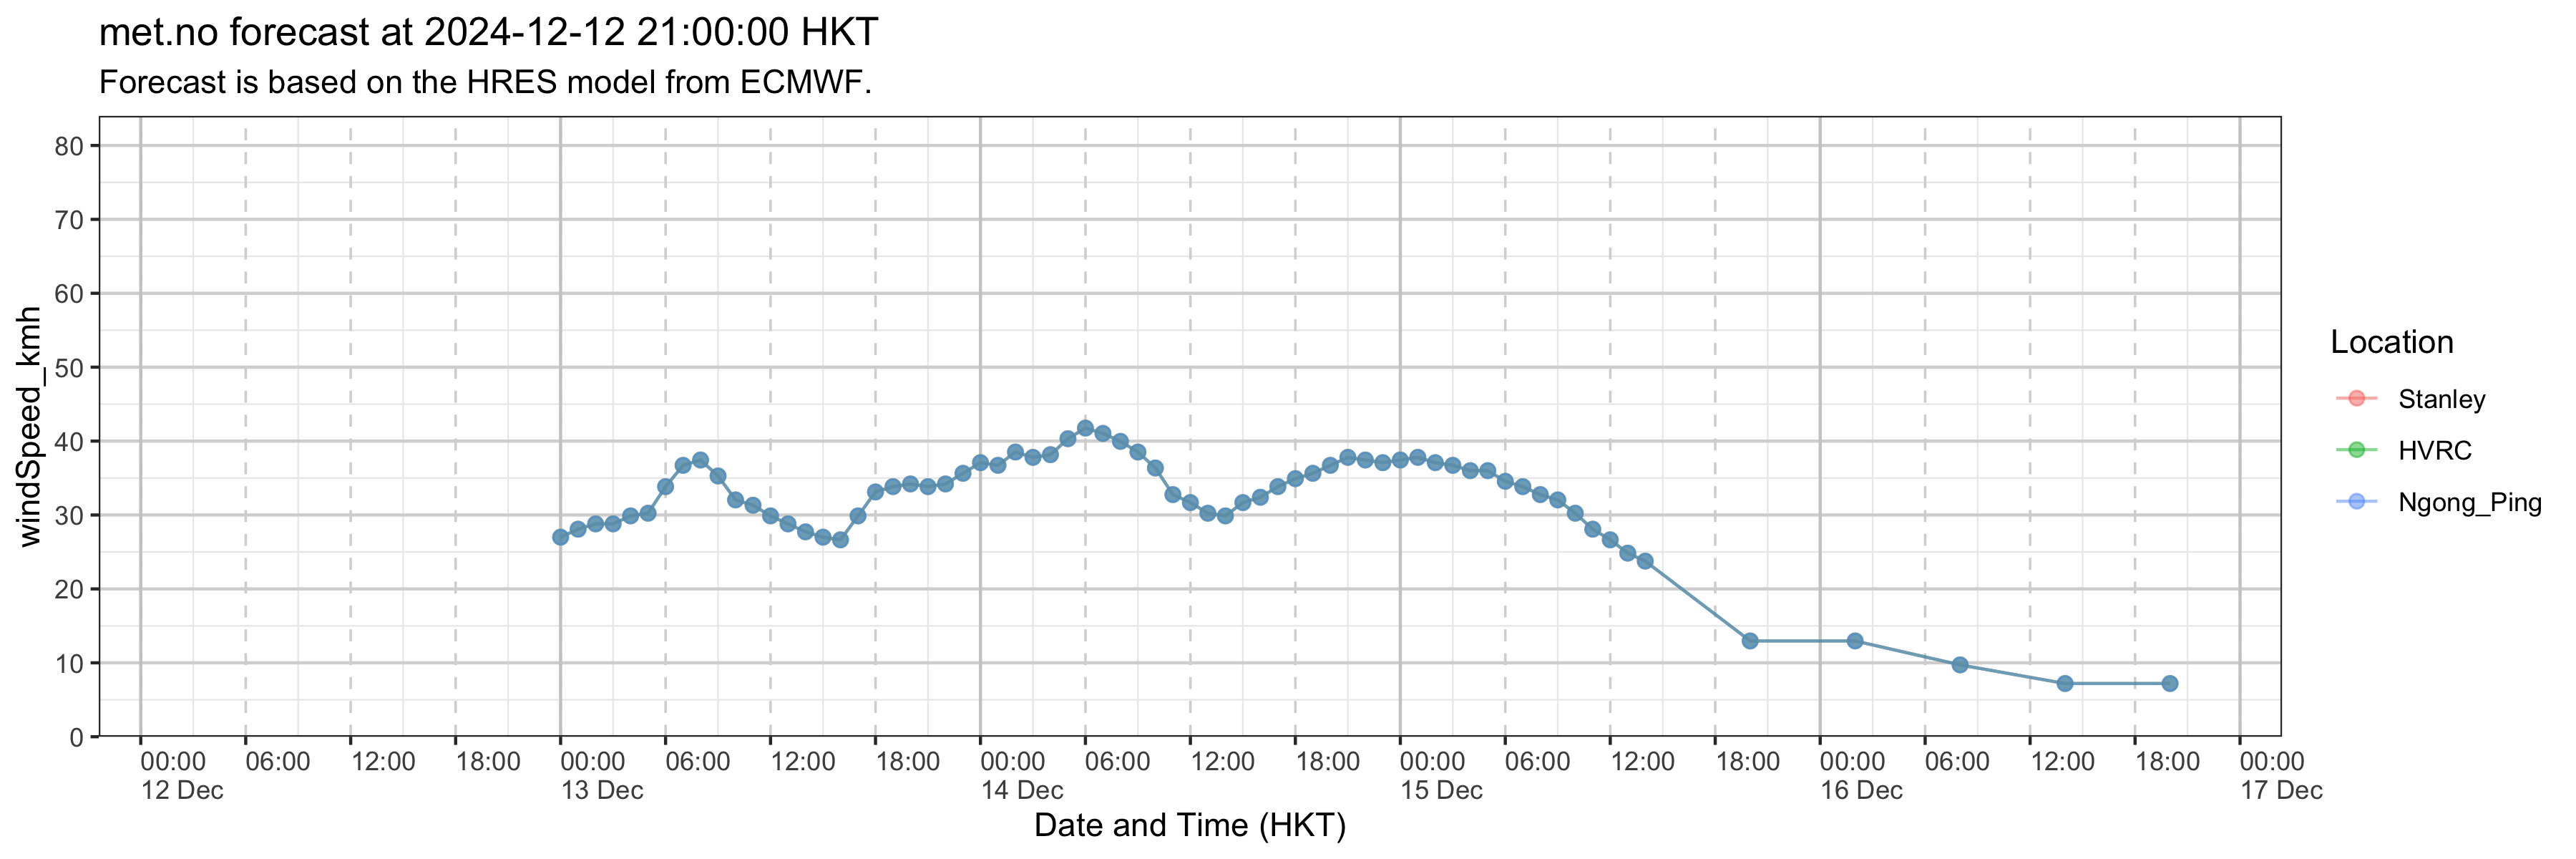 met.no forecast at 2024-12-12 21:00:00 HKT
Forecast is based on the HRES model from ECMWF.
windSpeed_kmh
80
70
60
50
40
30
20
10
0
00:00 06:00 12:00 18:00 00:00 06:00 12:00 18:00 00:00 06:00 12:00 18:00 00:00 06:00 12:00 18:00 00:00 06:00 12:00 18:00 00:00
12 Dec 13 Dec 14 Dec 15 Dec 16 Dec 17 Dec
Date and Time (HKT)
Location
Stanley
HVRC
Ngong_Ping